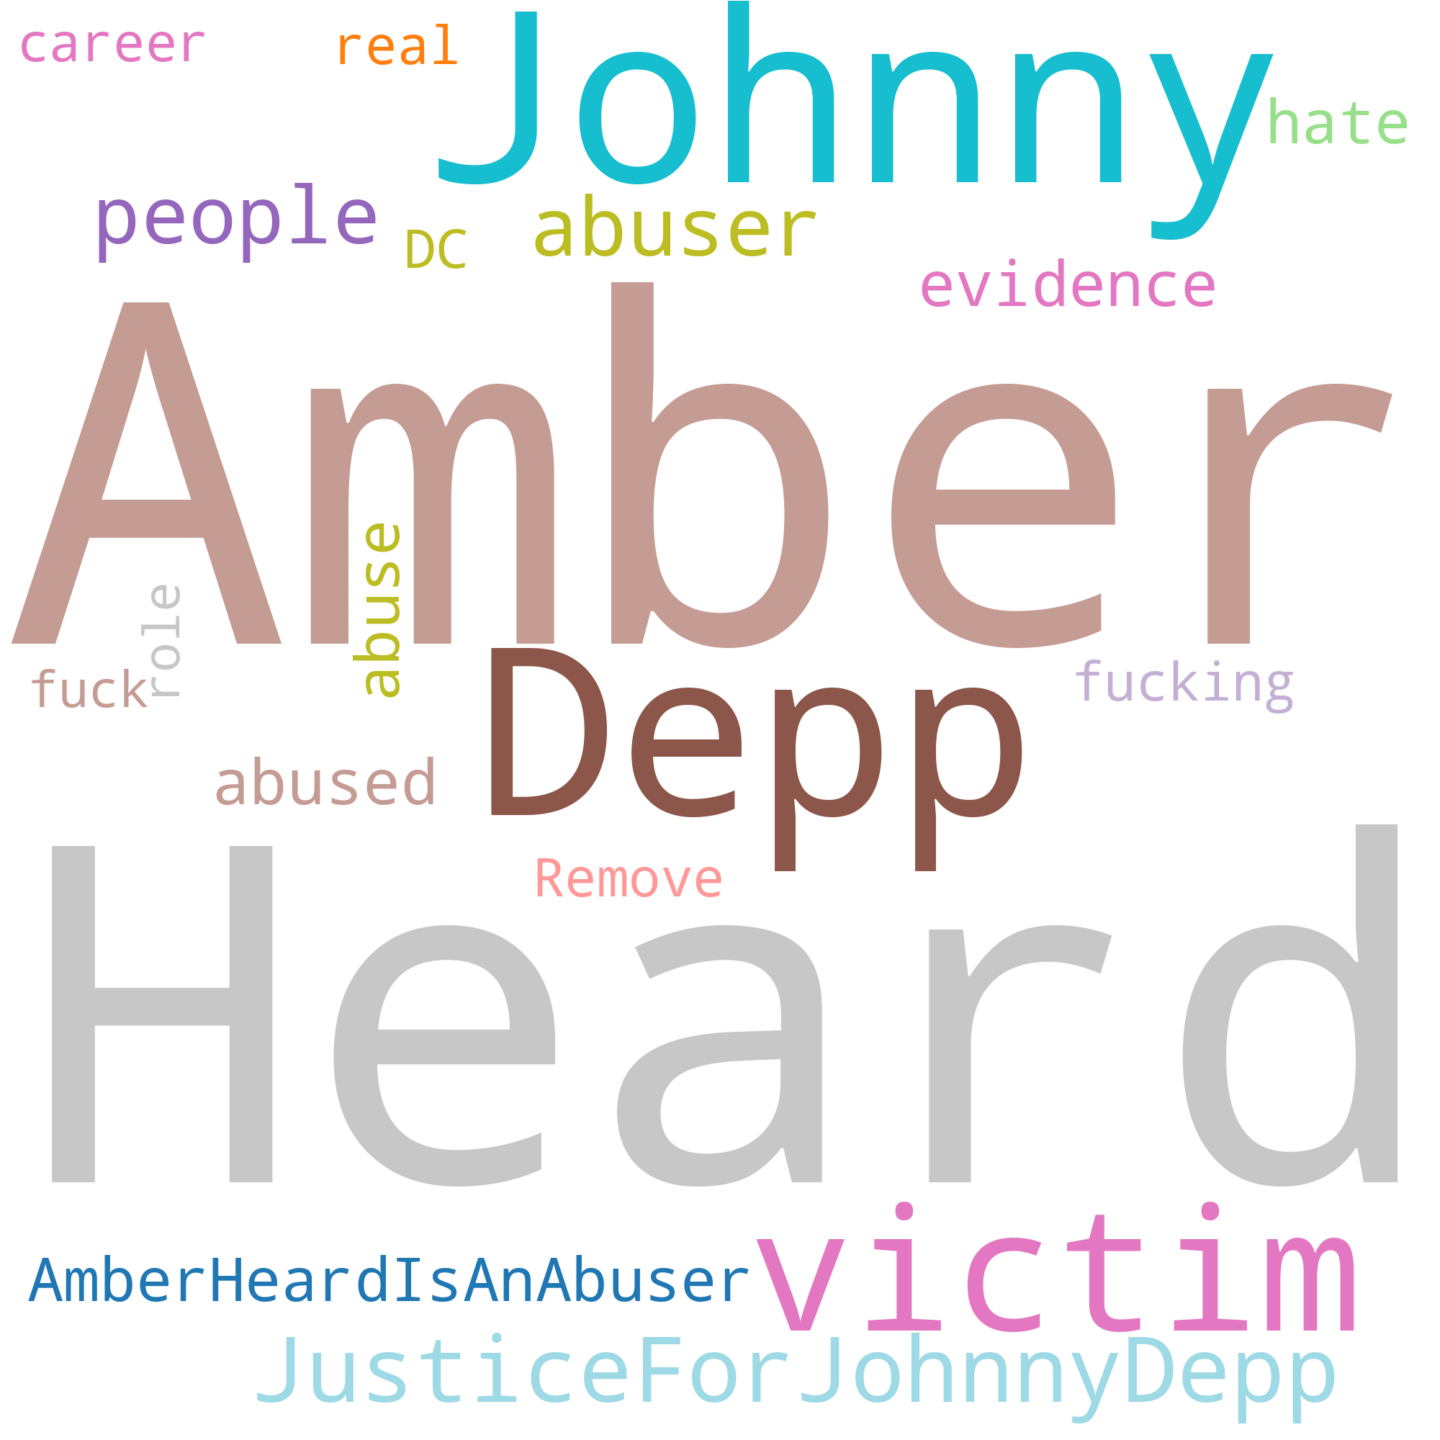 career
real
Johnny
hate
people
DC
abuser
evidence
Amber
abuse
role
fuck
Depp
fucking
abused
Remove
Heard
victim
AmberHeardIsAnAbuser
JusticeForJohnnyDepp